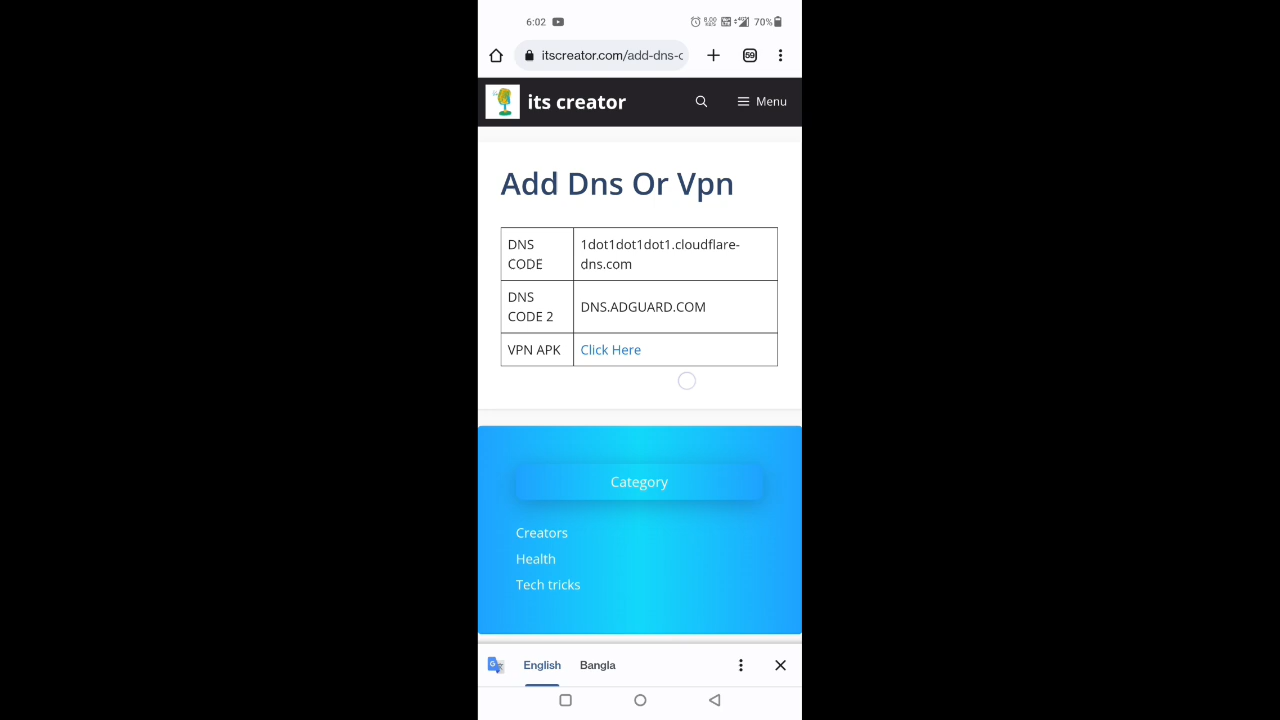 6:02
70%
itscreator.com/add-dns-c
59
its creator
Menu
Add Dns Or Vpn
DNS
CODE
1dot1dot1dot1.cloudflare-
dns.com
DNS
CODE 2
DNS.ADGUARD.COM
VPN APK
Click Here
Category
Creators
Health
Tech tricks
English
Bangla